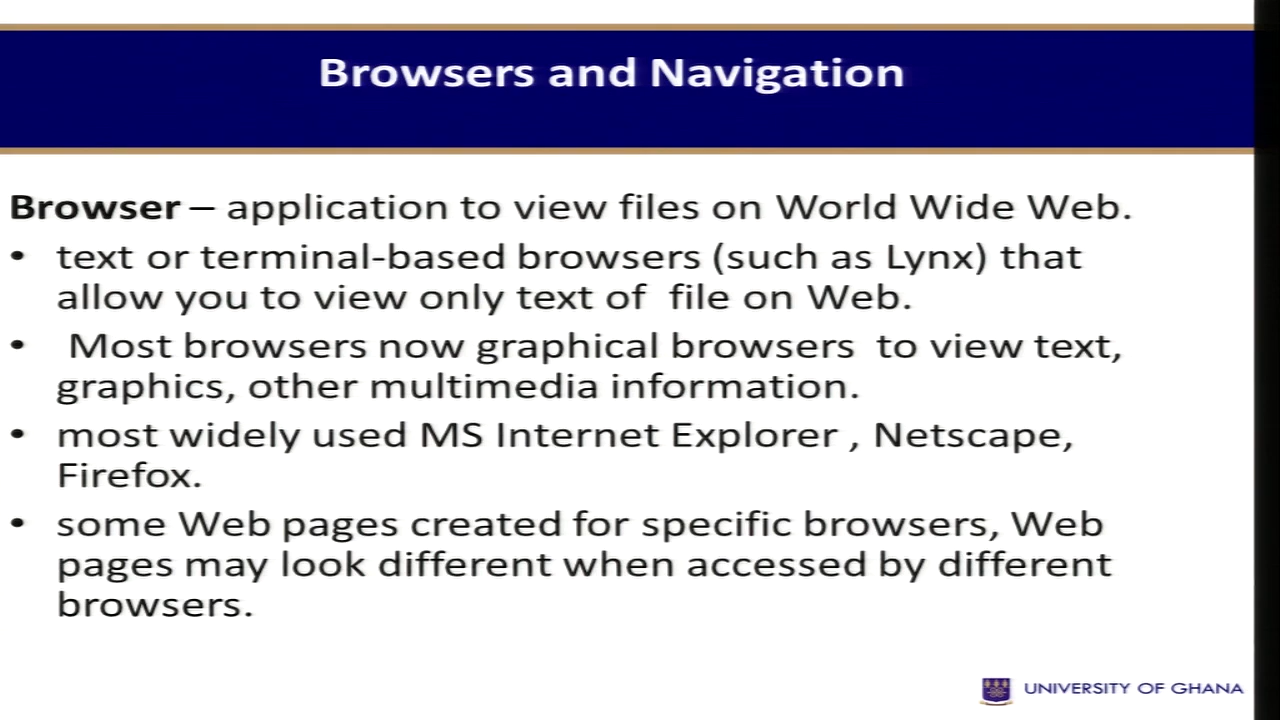 Browsers and Navigation
Browser – application to view files on World Wide Web.
• text or terminal-based browsers (such as Lynx) that
allow you to view only text of  file on Web.
•  Most browsers now graphical browsers  to view text,
graphics, other multimedia information.
• most widely used MS Internet Explorer , Netscape,
Firefox.
• some Web pages created for specific browsers, Web
pages may look different when accessed by different
browsers.
UNIVERSITY OF GHANA